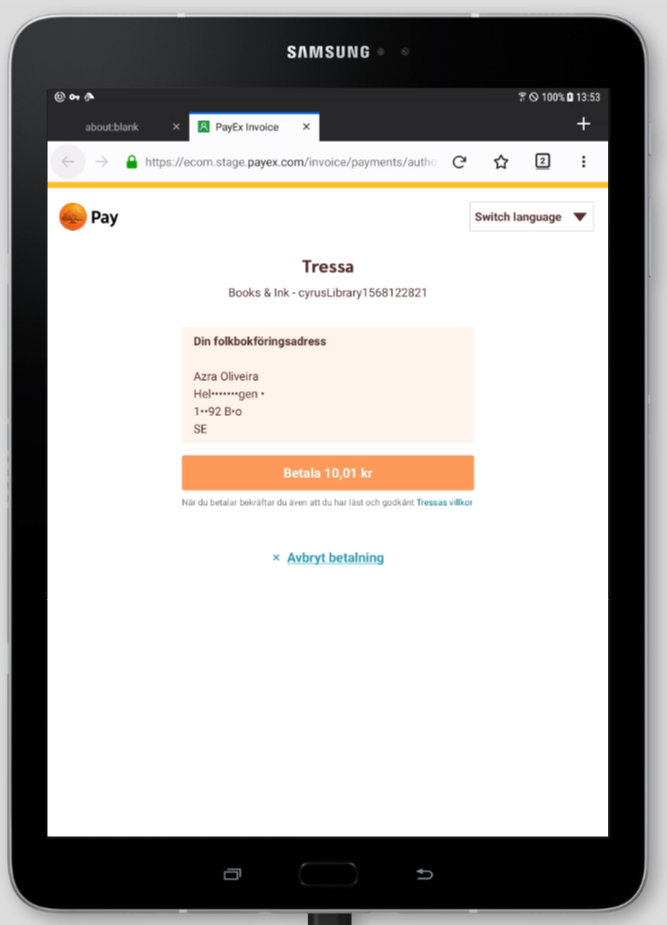 SAMSUNG
100% 13:53
about:blank × PayEx Invoice × +
https://ecom.stage.payex.com/invoice/payments/autho 2
Pay
Switch language
Tressa
Books & Ink - cyrusLibrary1568122821
Din folkbokföringsadress
Azra Oliveira
Hel•••••••gen •
1••92 B•o
SE
Betala 10,01 kr
När du betalar bekräftar du även att du har läst och godkänt Tressas villkor
× Avbryt betalning